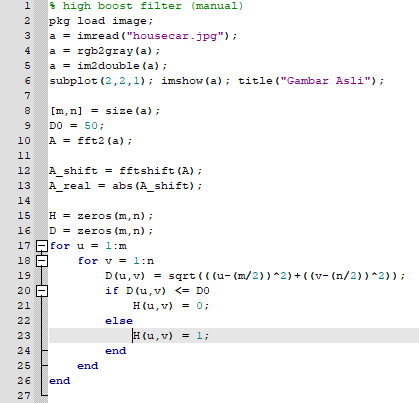 1 % high boost filter (manual)
2 pkg load image;
3 a = imread("housecar.jpg");
4 a = rgb2gray(a);
5 a = im2double(a);
6 subplot(2,2,1); imshow(a); title("Gambar Asli");
7
8 [m,n] = size(a);
9 D0 = 50;
10 A = fft2(a);
11
12 A_shift = fftshift(A);
13 A_real = abs(A_shift);
14
15 H = zeros(m,n);
16 D = zeros(m,n);
17 for u = 1:m
18     for v = 1:n
19         D(u,v) = sqrt(((u-(m/2))^2)+((v-(n/2))^2));
20         if D(u,v) <= D0
21             H(u,v) = 0;
22         else
23             H(u,v) = 1;
24         end
25     end
26 end
27